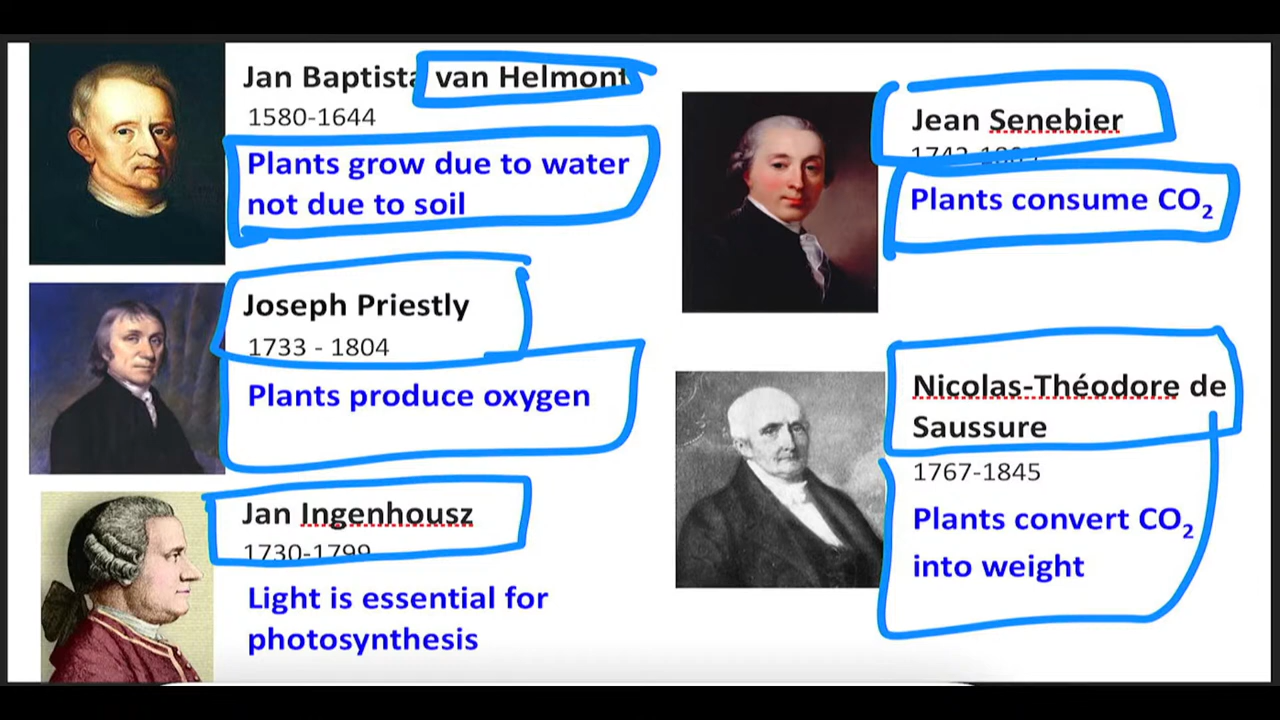 Jan Baptista van Helmont
1580-1644
Plants grow due to water
not due to soil
Joseph Priestly
1733 - 1804
Plants produce oxygen
Jan Ingenhousz
1730-1799
Light is essential for
photosynthesis
Jean Senebier
Plants consume CO₂
Nicolas-Théodore de
Saussure
1767-1845
Plants convert CO₂
into weight